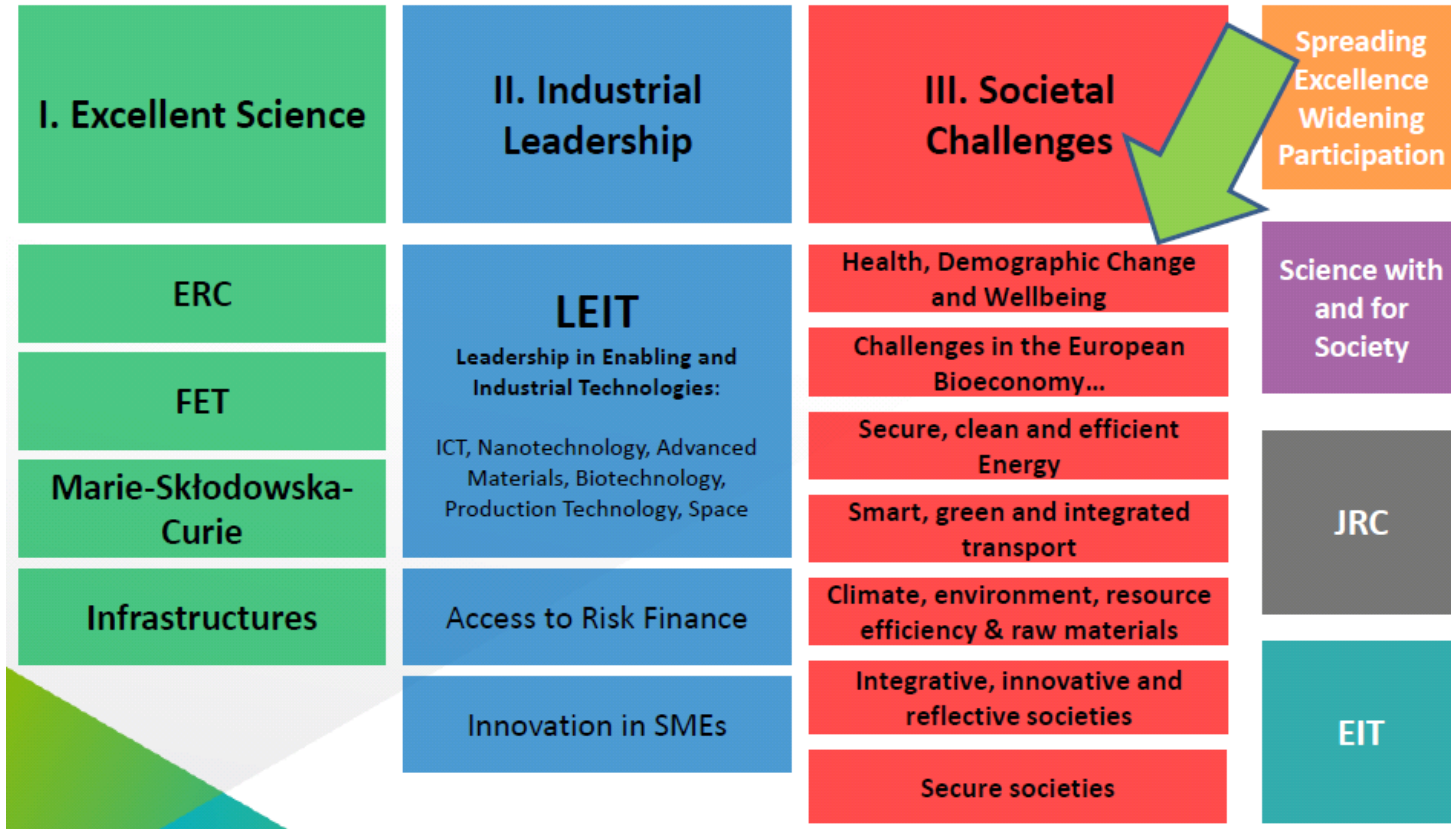 I. Excellent Science
ERC
FET
Marie-Skłodowska-
Curie
Infrastructures
II. Industrial
Leadership
LEIT
Leadership in Enabling and
Industrial Technologies:
ICT, Nanotechnology, Advanced
Materials, Biotechnology,
Production Technology, Space
Access to Risk Finance
Innovation in SMEs
III. Societal
Challenges
Health, Demographic Change
and Wellbeing
Challenges in the European
Bioeconomy...
Secure, clean and efficient
Energy
Smart, green and integrated
transport
Climate, environment, resource
efficiency & raw materials
Integrative, innovative and
reflective societies
Secure societies
Spreading
Excellence
Widening
Participation
Science with
and for
Society
JRC
EIT